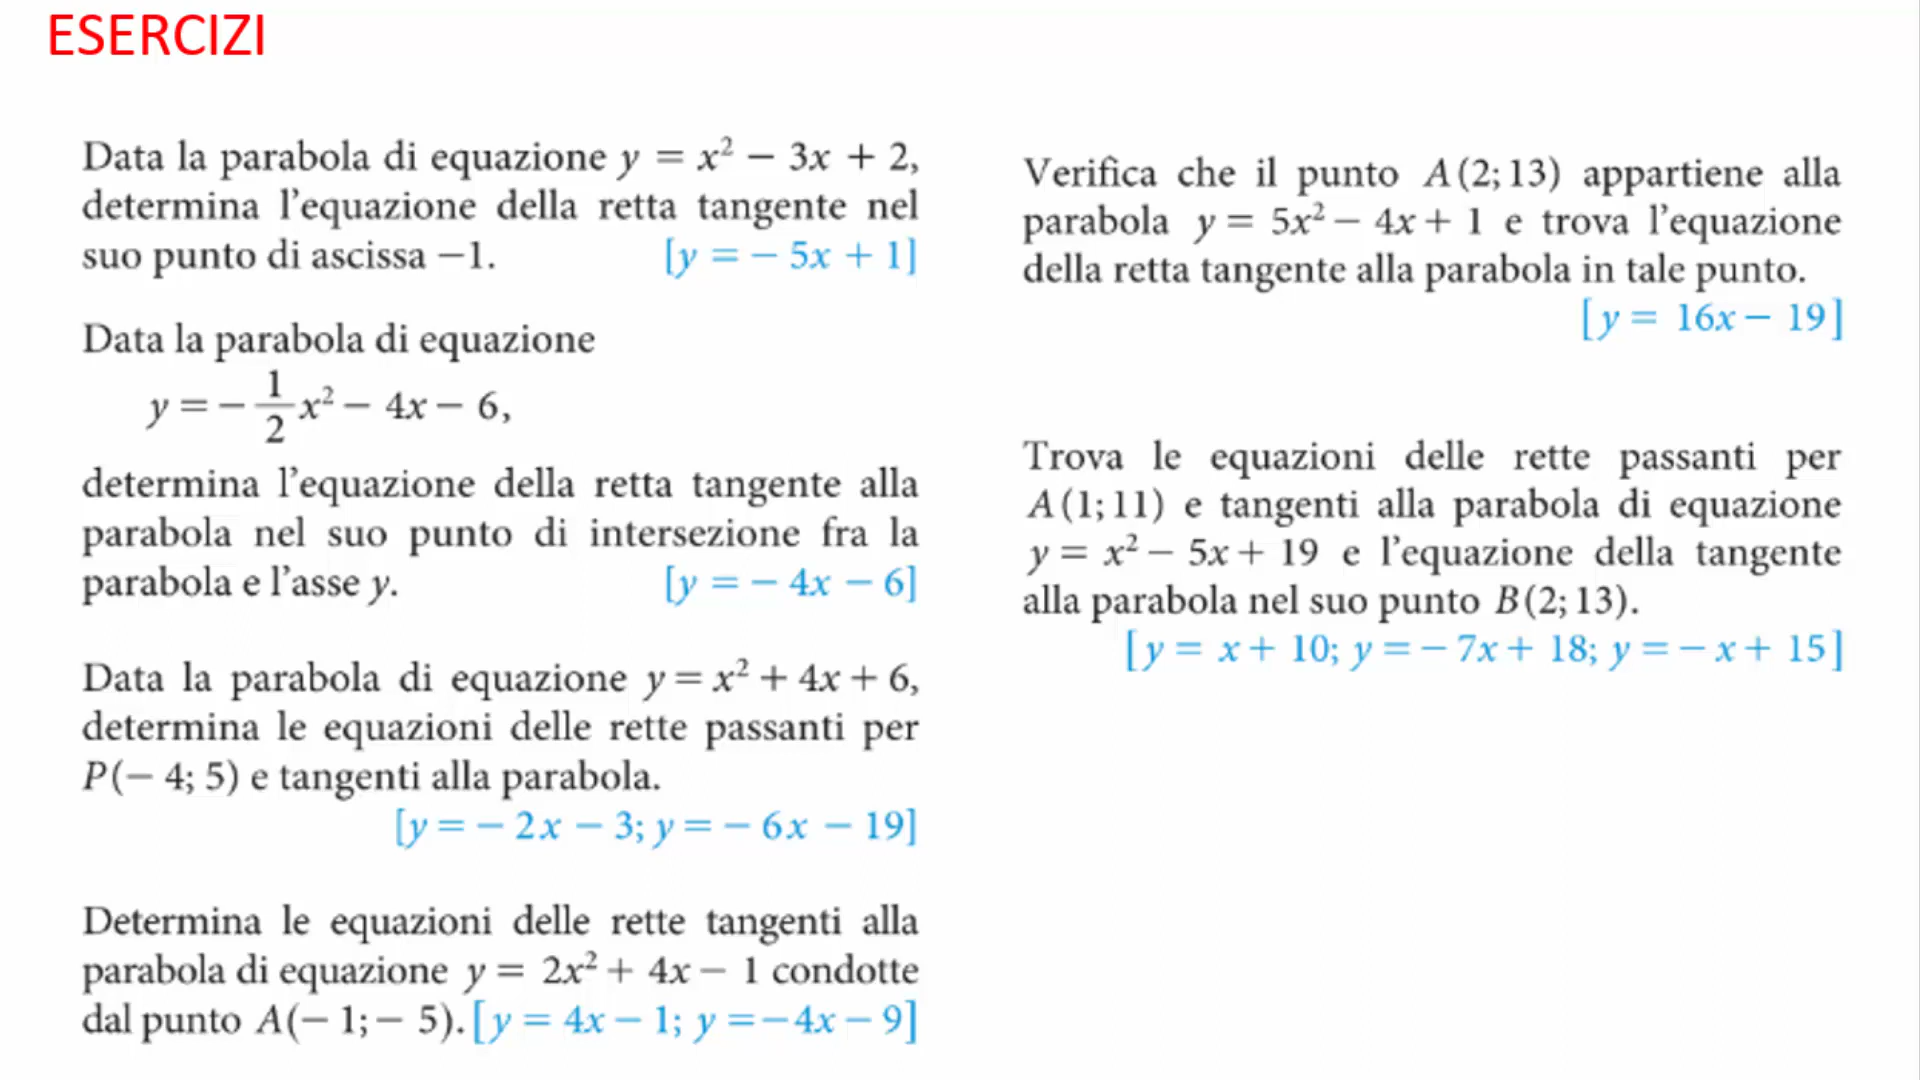 ESERCIZI
Data la parabola di equazione y = x² − 3x + 2,
determina l’equazione della retta tangente nel
suo punto di ascissa −1. [y = − 5x + 1]
Data la parabola di equazione
y = − 1/2 x² − 4x − 6,
determina l’equazione della retta tangente alla
parabola nel suo punto di intersezione fra la
parabola e l’asse y. [y = − 4x − 6]
Data la parabola di equazione y = x² + 4x + 6,
determina le equazioni delle rette passanti per
P(− 4; 5) e tangenti alla parabola.
[y = − 2x − 3; y = − 6x − 19]
Determina le equazioni delle rette tangenti alla
parabola di equazione y = 2x² + 4x − 1 condotte
dal punto A(− 1; − 5). [y = 4x − 1; y = −4x − 9]
Verifica che il punto A(2; 13) appartiene alla
parabola y = 5x² − 4x + 1 e trova l’equazione
della retta tangente alla parabola in tale punto.
[y = 16x − 19]
Trova le equazioni delle rette passanti per
A(1; 11) e tangenti alla parabola di equazione
y = x² − 5x + 19 e l’equazione della tangente
alla parabola nel suo punto B(2; 13).
[y = x + 10; y = − 7x + 18; y = − x + 15]